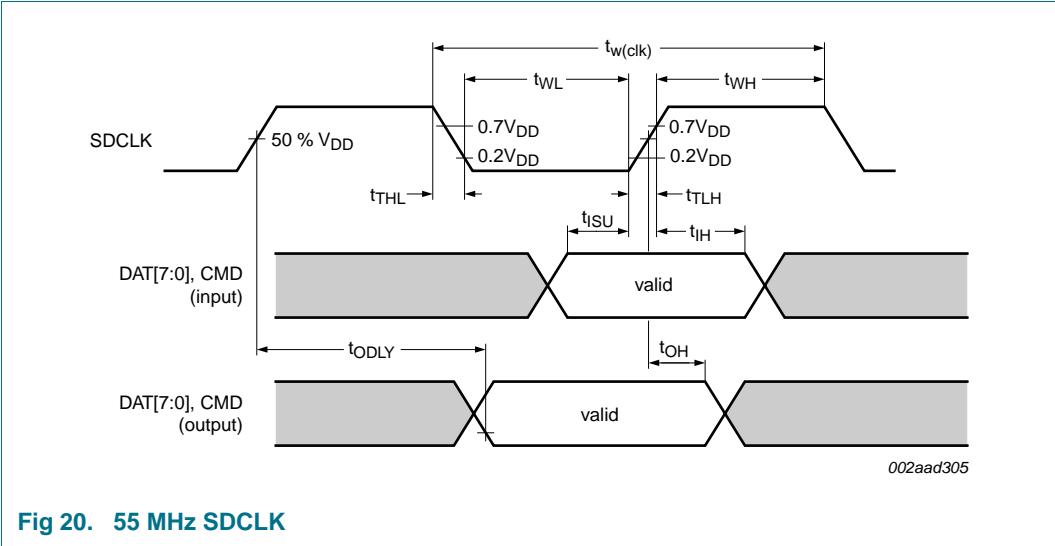 tw(clk)
tWL
tWH
SDCLK
50 % VDD
0.7VDD
0.2VDD
0.7VDD
0.2VDD
tTHL
tTLH
tISU
tIH
DAT[7:0], CMD
(input)
valid
tODLY
tOH
DAT[7:0], CMD
(output)
valid
002aad305
Fig 20. 55 MHz SDCLK